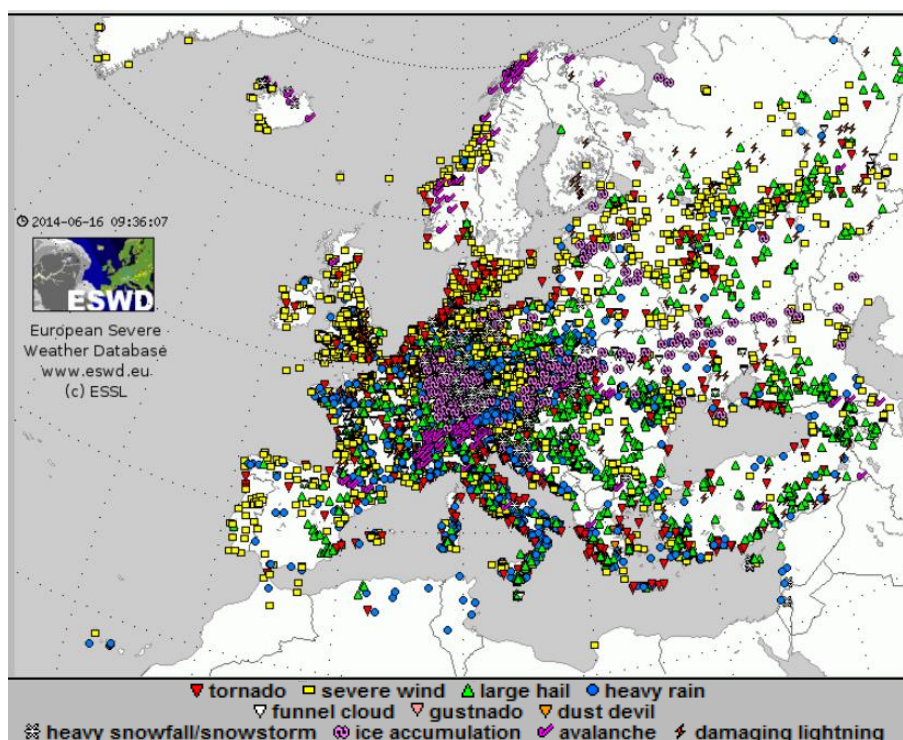 2014-06-16 09:36:07
ESWD
European Severe
Weather Database
www.eswd.eu
(c) ESSL
tornado severe wind large hail heavy rain
funnel cloud gustnado dust devil
heavy snowfall/snowstorm ice accumulation avalanche damaging lightning